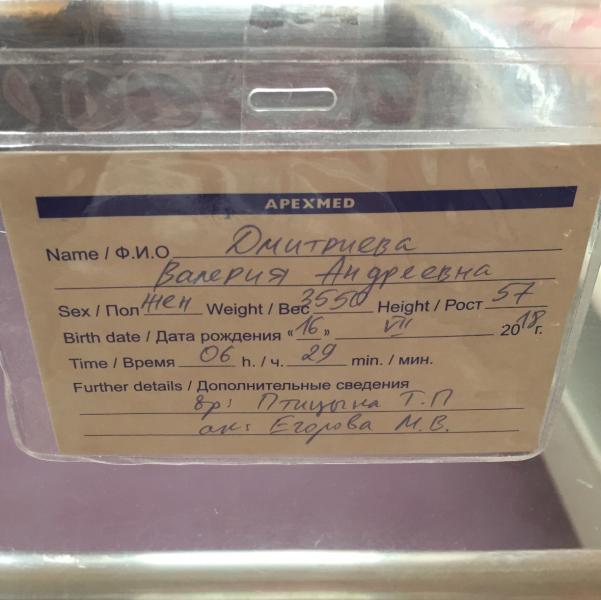 APEXMED
Name / Ф.И.О Дмитриева
Валерия Андреевна
Sex / Пол жен Weight / Вес 3550 Height / Рост 57
Birth date / Дата рождения «16» VII 2018г.
Time / Время 06 h. / ч. 29 min. / мин.
Further details / Дополнительные сведения
вр: Птицына Т.П
ак: Егорова М.В.